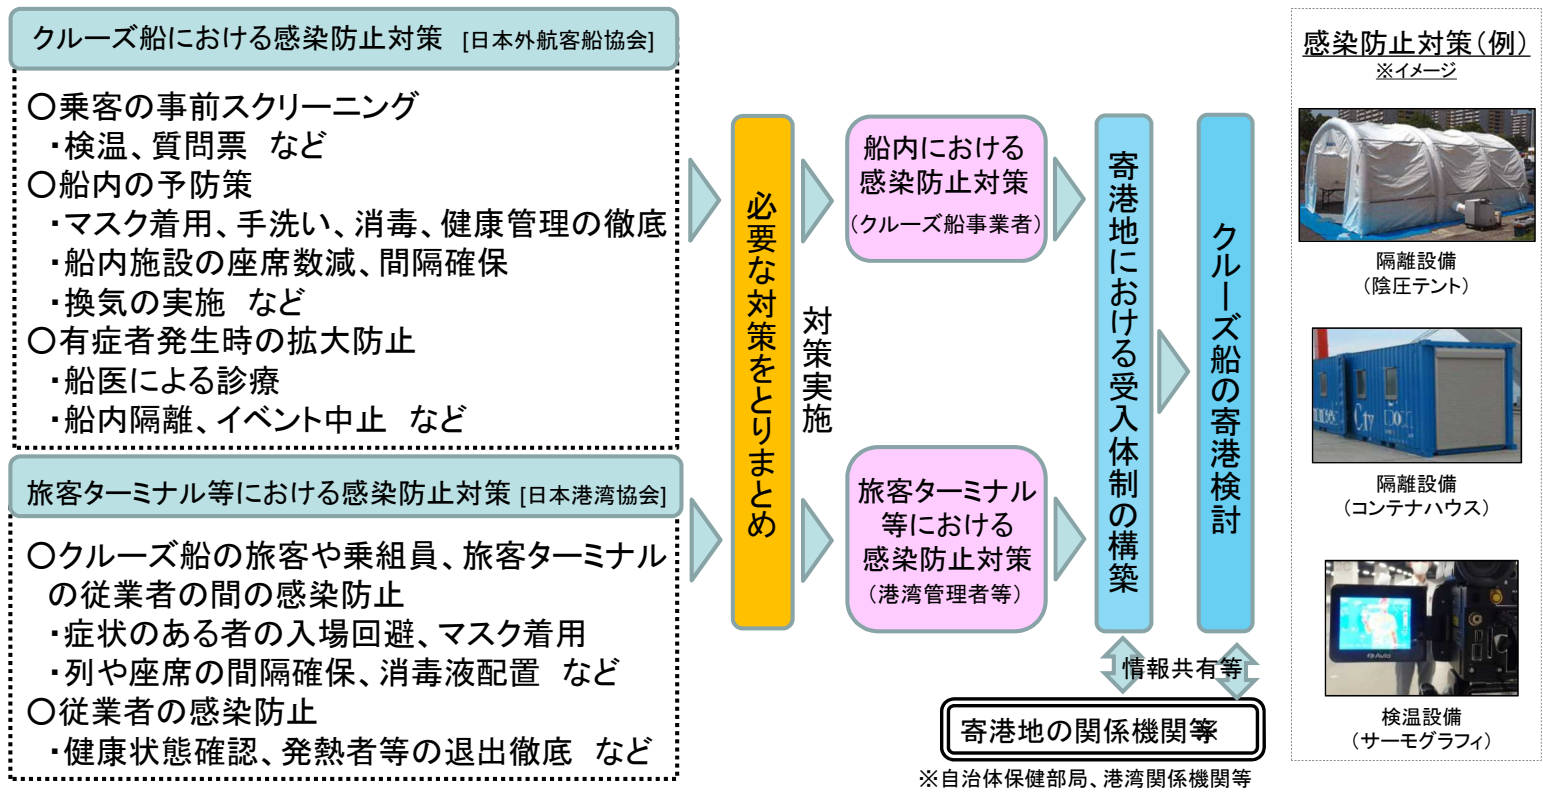 クルーズ船における感染防止対策 [日本外航客船協会]
〇乗客の事前スクリーニング
・検温、質問票 など
〇船内の予防策
・マスク着用、手洗い、消毒、健康管理の徹底
・船内施設の座席数減、間隔確保
・換気の実施 など
〇有症者発生時の拡大防止
・船医による診療
・船内隔離、イベント中止 など
旅客ターミナル等における感染防止対策 [日本港湾協会]
〇クルーズ船の旅客や乗組員、旅客ターミナル
の従業者の間の感染防止
・症状のある者の入場回避、マスク着用
・列や座席の間隔確保、消毒液配置 など
〇従業者の感染防止
・健康状態確認、発熱者等の退出徹底 など
必要な対策をとりまとめ
対策実施
船内における
感染防止対策
(クルーズ船事業者)
旅客ターミナル
等における
感染防止対策
(港湾管理者等)
寄港地における受入体制の構築
クルーズ船の寄港検討
情報共有等
寄港地の関係機関等※
※自治体保健部局、港湾関係機関等
感染防止対策(例)
※イメージ
隔離設備
(陰圧テント)
隔離設備
(コンテナハウス)
検温設備
(サーモグラフィ)